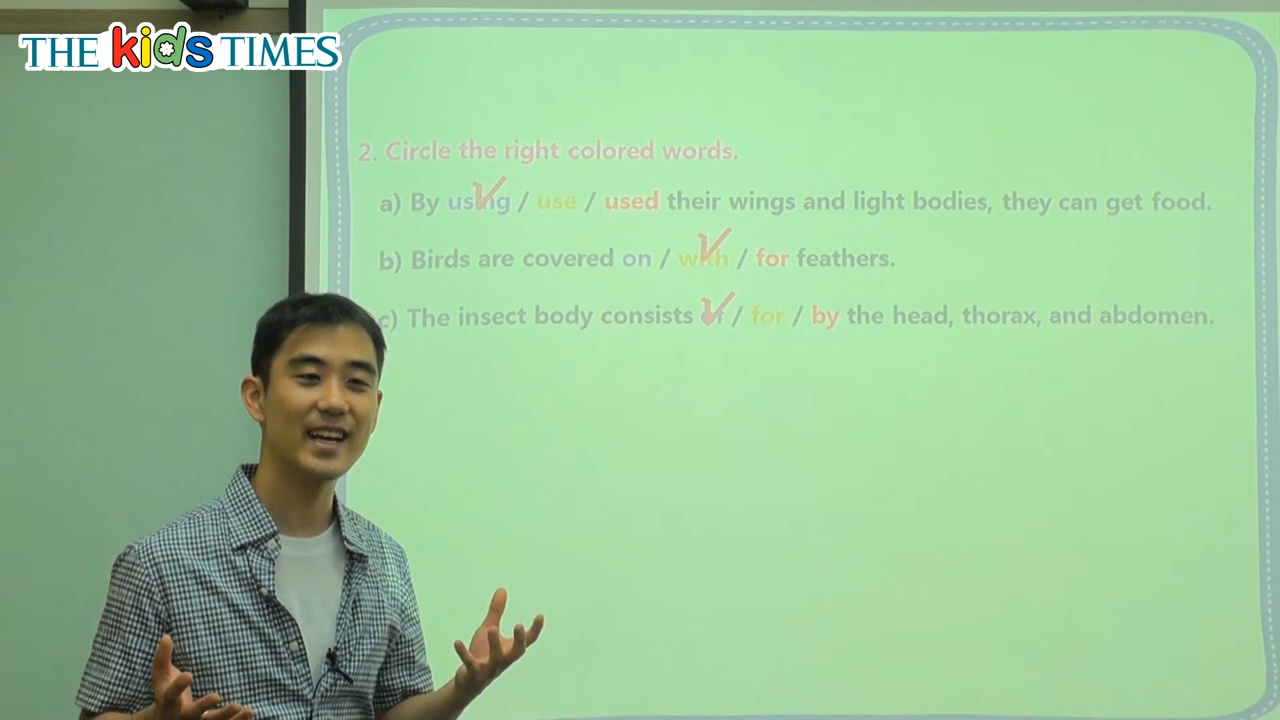 THE kids TIMES
2. Circle the right colored words.
a) By using / use / used their wings and light bodies, they can get food.
b) Birds are covered on / with / for feathers.
c) The insect body consists of / for / by the head, thorax, and abdomen.